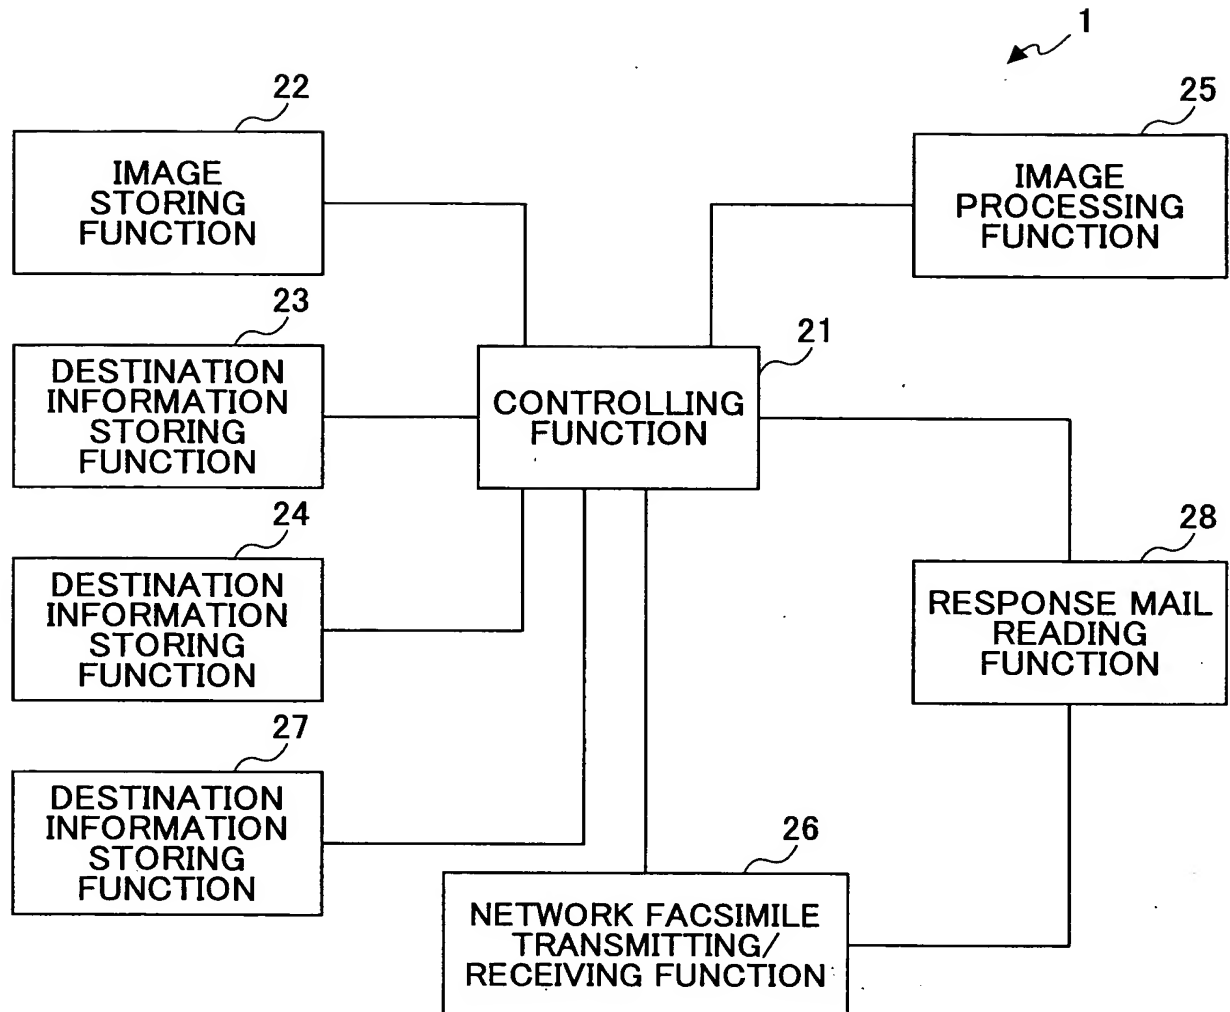 1
22
IMAGE
STORING
FUNCTION
25
IMAGE
PROCESSING
FUNCTION
23
DESTINATION
INFORMATION
STORING
FUNCTION
21
CONTROLLING
FUNCTION
24
DESTINATION
INFORMATION
STORING
FUNCTION
28
RESPONSE MAIL
READING
FUNCTION
27
DESTINATION
INFORMATION
STORING
FUNCTION
26
NETWORK FACSIMILE
TRANSMITTING/
RECEIVING FUNCTION